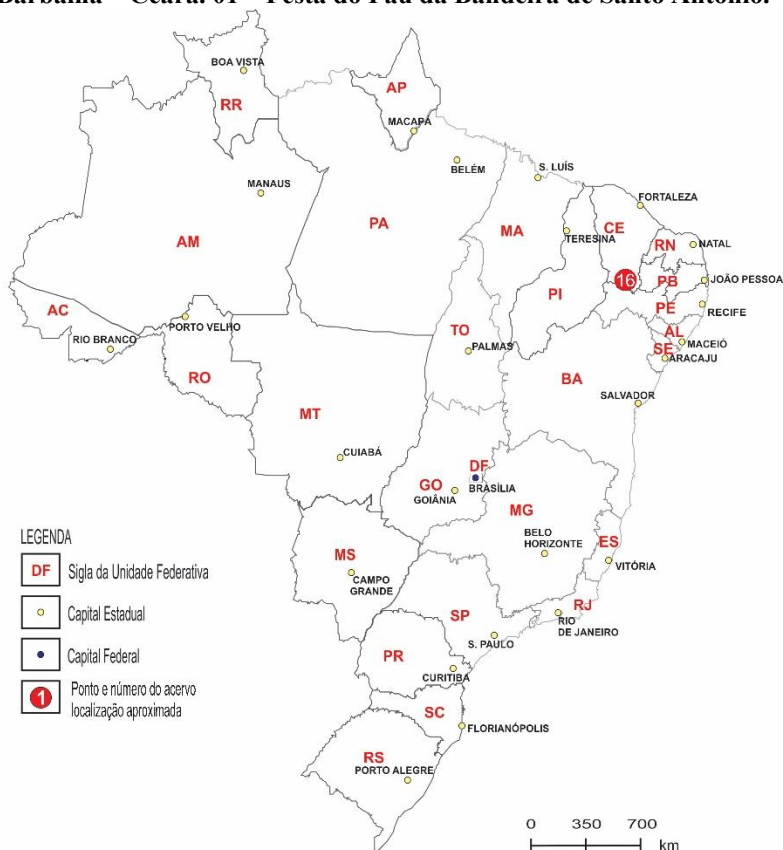 Barbalha – Ceará: 01 – Festa do Pau da Bandeira de Santo Antônio.
BOA VISTA
RR
AP
MACAPÁ
BELÉM
S. LUÍS
MANAUS
FORTALEZA
AM
PA
MA
TERESINA
CE
RN
NATAL
16
PB
JOÃO PESSOA
PI
PE
RECIFE
AC
RIO BRANCO
PORTO VELHO
TO
PALMAS
AL
MACEIÓ
SE
ARACAJU
RO
BA
SALVADOR
MT
CUIABÁ
DF
BRASÍLIA
GO
GOIÂNIA
MG
BELO
HORIZONTE
ES
VITÓRIA
MS
CAMPO
GRANDE
SP
S. PAULO
RJ
RIO
DE JANEIRO
PR
CURITIBA
SC
FLORIANÓPOLIS
RS
PORTO ALEGRE
LEGENDA
DF Sigla da Unidade Federativa
Capital Estadual
Capital Federal
1 Ponto e número do acervo
localização aproximada
0 350 700
km